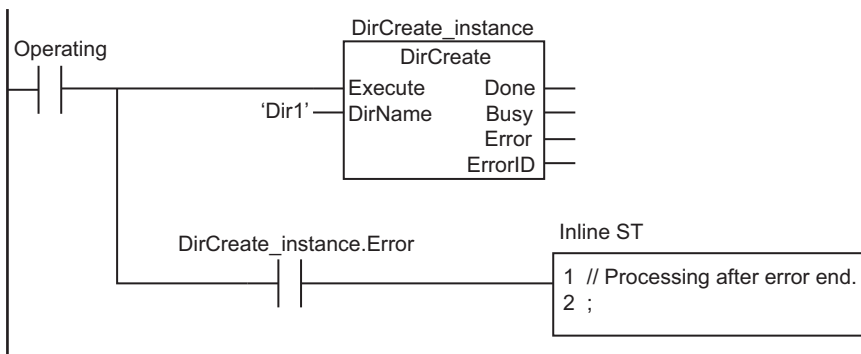 DirCreate_instance
Operating
DirCreate
Execute Done
‘Dir1’ DirName Busy
Error
ErrorID
Inline ST
DirCreate_instance.Error
1 // Processing after error end.
2 ;